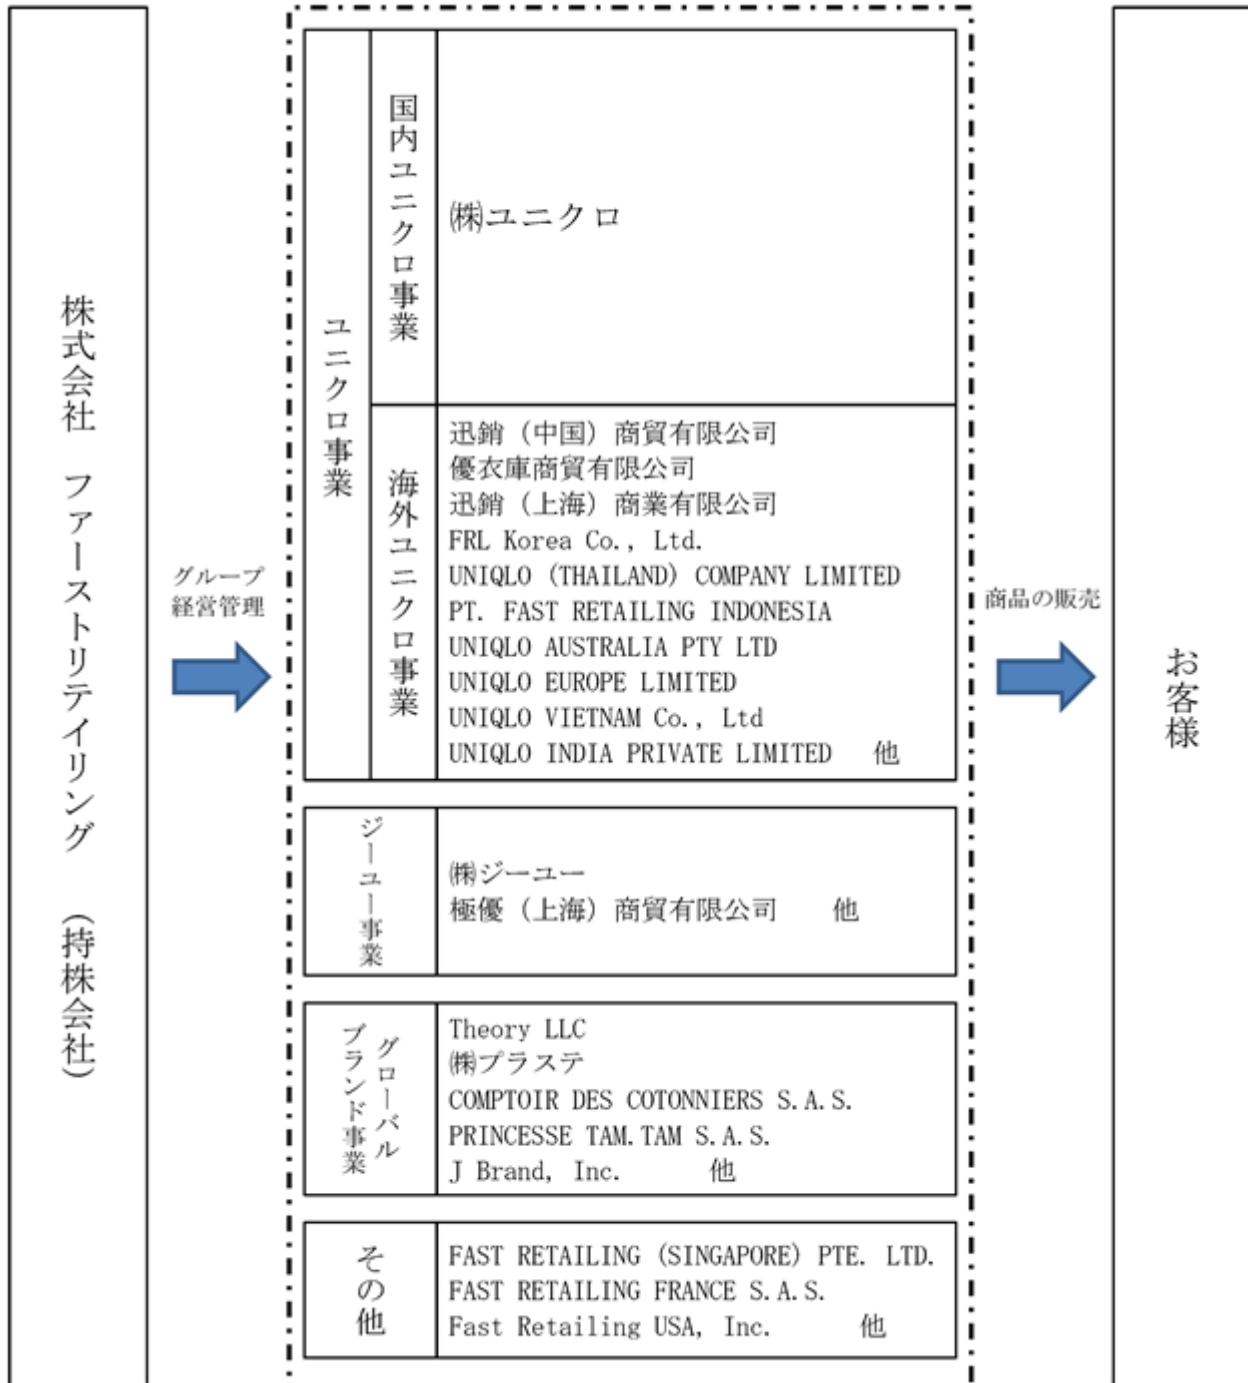 株式会社　ファーストリテイリング　（持株会社）
グループ
経営管理
ユニクロ事業
国内ユニクロ事業
㈱ユニクロ
海外ユニクロ事業
迅銷（中国）商貿有限公司
優衣庫商貿有限公司
迅銷（上海）商業有限公司
FRL Korea Co., Ltd.
UNIQLO (THAILAND) COMPANY LIMITED
PT. FAST RETAILING INDONESIA
UNIQLO AUSTRALIA PTY LTD
UNIQLO EUROPE LIMITED
UNIQLO VIETNAM Co., Ltd
UNIQLO INDIA PRIVATE LIMITED　他
ジーユー事業
㈱ジーユー
極優（上海）商貿有限公司　他
グローバル
ブランド事業
Theory LLC
㈱プラステ
COMPTOIR DES COTONNIERS S.A.S.
PRINCESSE TAM.TAM S.A.S.
J Brand, Inc.　他
その他
FAST RETAILING (SINGAPORE) PTE. LTD.
FAST RETAILING FRANCE S.A.S.
Fast Retailing USA, Inc.　他
商品の販売
お客様